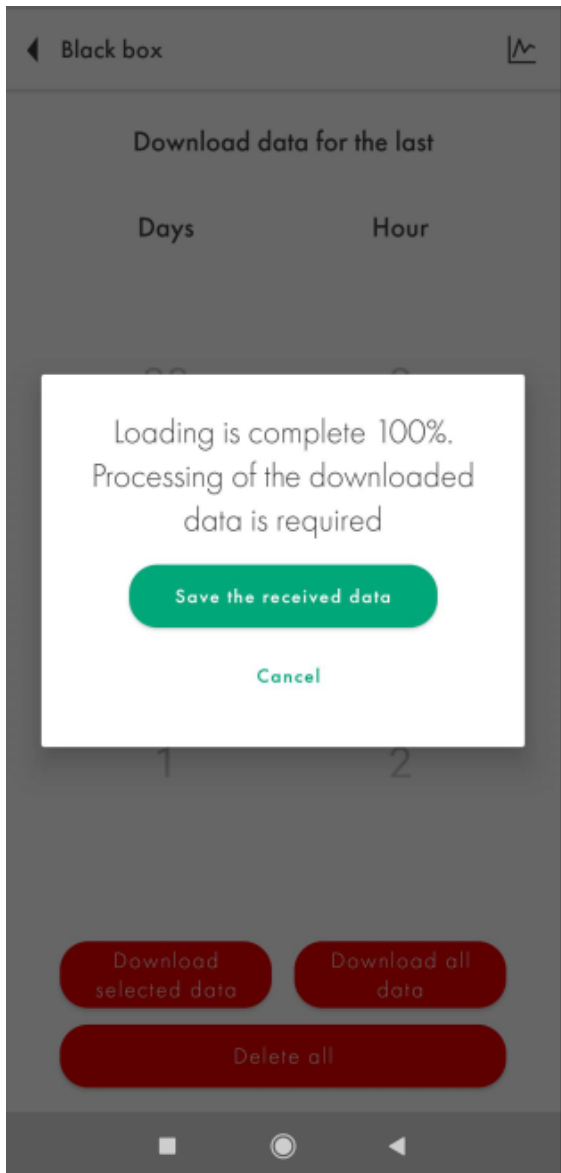 Black box
Download data for the last
Days Hour
Loading is complete 100%.
Processing of the downloaded
data is required
Save the received data
Cancel
1 2
Download
selected data
Download all
data
Delete all